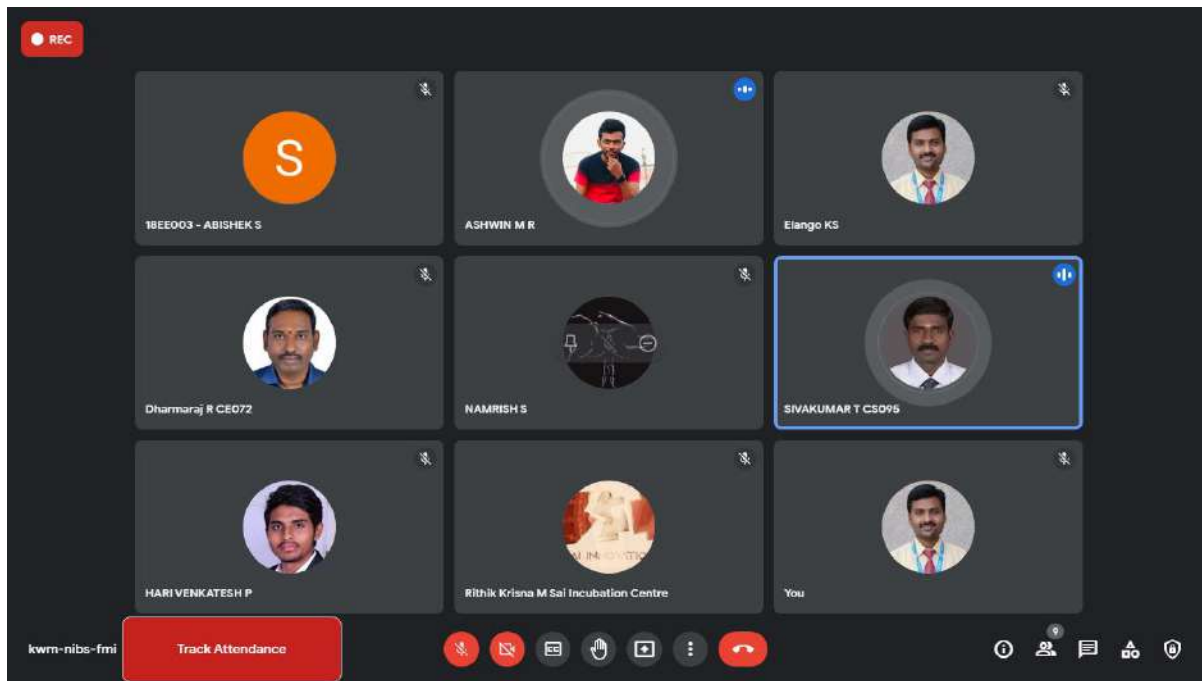 REC
S
18EE003 - ABISHEK S
ASHWIN M R
Elango KS
Dharmaraj R CE072
NAMRISH S
SIVAKUMAR T CS095
HARI VENKATESH P
Rithik Krisna M Sai Incubation Centre
You
kwm-nibs-fmi
Track Attendance
CC
9